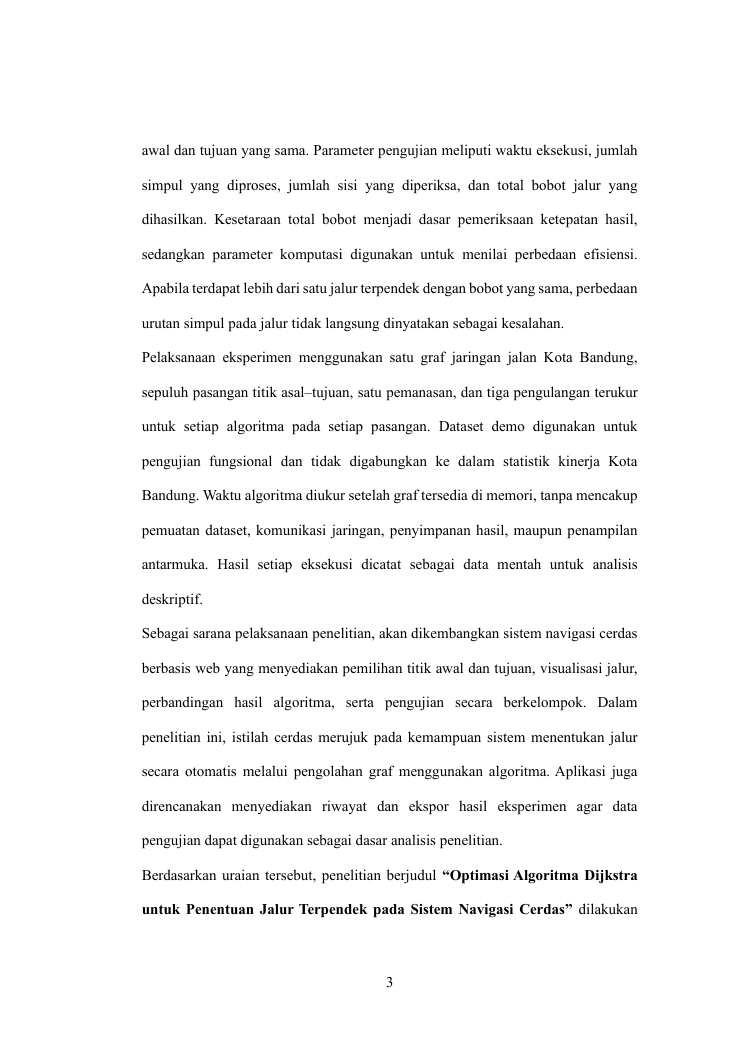 awal dan tujuan yang sama. Parameter pengujian meliputi waktu eksekusi, jumlah
simpul yang diproses, jumlah sisi yang diperiksa, dan total bobot jalur yang
dihasilkan. Kesetaraan total bobot menjadi dasar pemeriksaan ketepatan hasil,
sedangkan parameter komputasi digunakan untuk menilai perbedaan efisiensi.
Apabila terdapat lebih dari satu jalur terpendek dengan bobot yang sama, perbedaan
urutan simpul pada jalur tidak langsung dinyatakan sebagai kesalahan.
Pelaksanaan eksperimen menggunakan satu graf jaringan jalan Kota Bandung,
sepuluh pasangan titik asal–tujuan, satu pemanasan, dan tiga pengulangan terukur
untuk setiap algoritma pada setiap pasangan. Dataset demo digunakan untuk
pengujian fungsional dan tidak digabungkan ke dalam statistik kinerja Kota
Bandung. Waktu algoritma diukur setelah graf tersedia di memori, tanpa mencakup
pemuatan dataset, komunikasi jaringan, penyimpanan hasil, maupun penampilan
antarmuka. Hasil setiap eksekusi dicatat sebagai data mentah untuk analisis
deskriptif.
Sebagai sarana pelaksanaan penelitian, akan dikembangkan sistem navigasi cerdas
berbasis web yang menyediakan pemilihan titik awal dan tujuan, visualisasi jalur,
perbandingan hasil algoritma, serta pengujian secara berkelompok. Dalam
penelitian ini, istilah cerdas merujuk pada kemampuan sistem menentukan jalur
secara otomatis melalui pengolahan graf menggunakan algoritma. Aplikasi juga
direncanakan menyediakan riwayat dan ekspor hasil eksperimen agar data
pengujian dapat digunakan sebagai dasar analisis penelitian.
Berdasarkan uraian tersebut, penelitian berjudul “Optimasi Algoritma Dijkstra
untuk Penentuan Jalur Terpendek pada Sistem Navigasi Cerdas” dilakukan
3